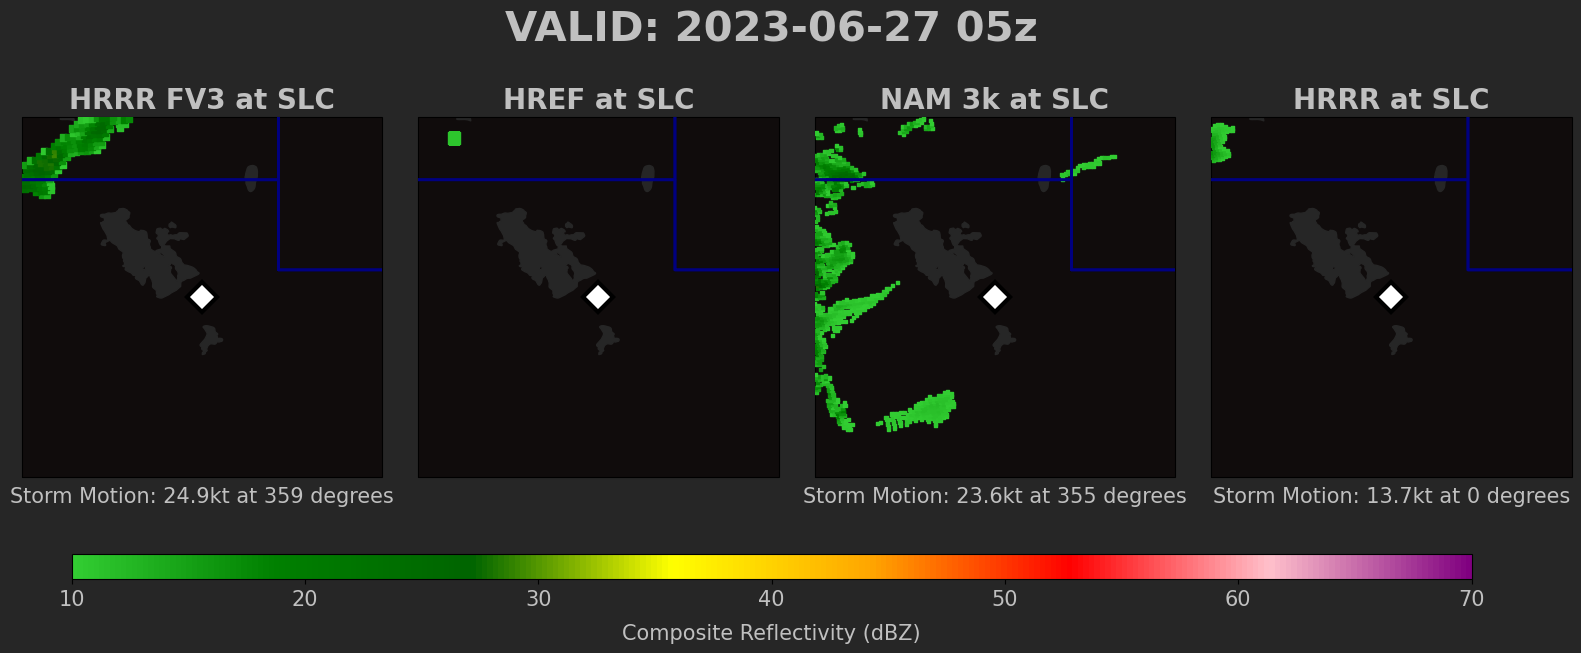 VALID: 2023-06-27 05z
HRRR FV3 at SLC
HREF at SLC
NAM 3k at SLC
HRRR at SLC
Storm Motion: 24.9kt at 359 degrees
Storm Motion: 23.6kt at 355 degrees
Storm Motion: 13.7kt at 0 degrees
10 20 30 40 50 60 70
Composite Reflectivity (dBZ)